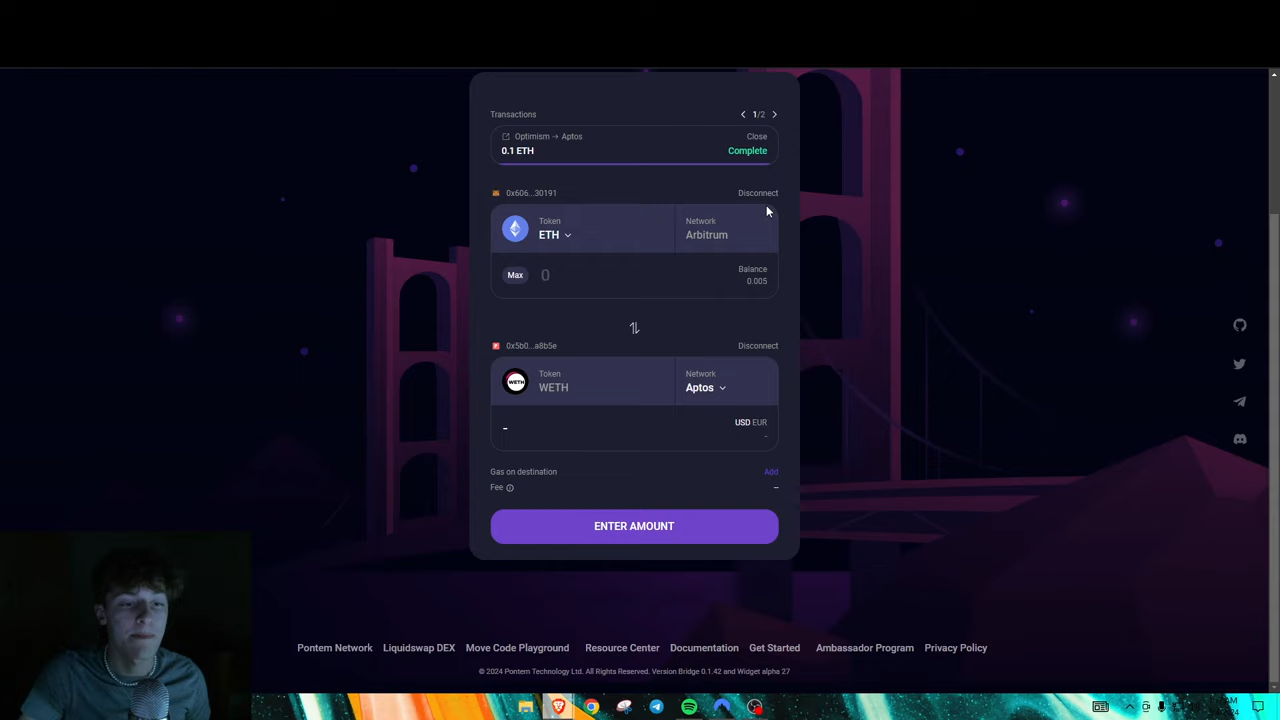 Transactions
1/2
Optimism → Aptos
Close
0.1 ETH
Complete
0x606...30191
Disconnect
Token
Network
ETH
Arbitrum
Max
0
Balance
0.005
0x5b0...a8b5e
Disconnect
WETH
Token
Network
WETH
Aptos
-
USD EUR
-
Gas on destination
Add
Fee
–
ENTER AMOUNT
Pontem Network
Liquidswap DEX
Move Code Playground
Resource Center
Documentation
Get Started
Ambassador Program
Privacy Policy
© 2024 Pontem Technology Ltd. All Rights Reserved. Version Bridge 0.1.42 and Widget alpha 27